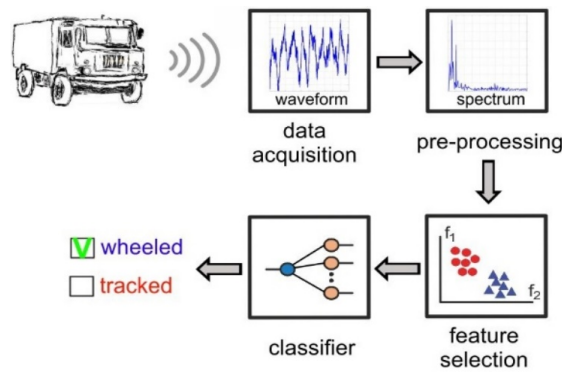 waveform
data
acquisition
spectrum
pre-processing
f1
f2
feature
selection
classifier
V wheeled
tracked